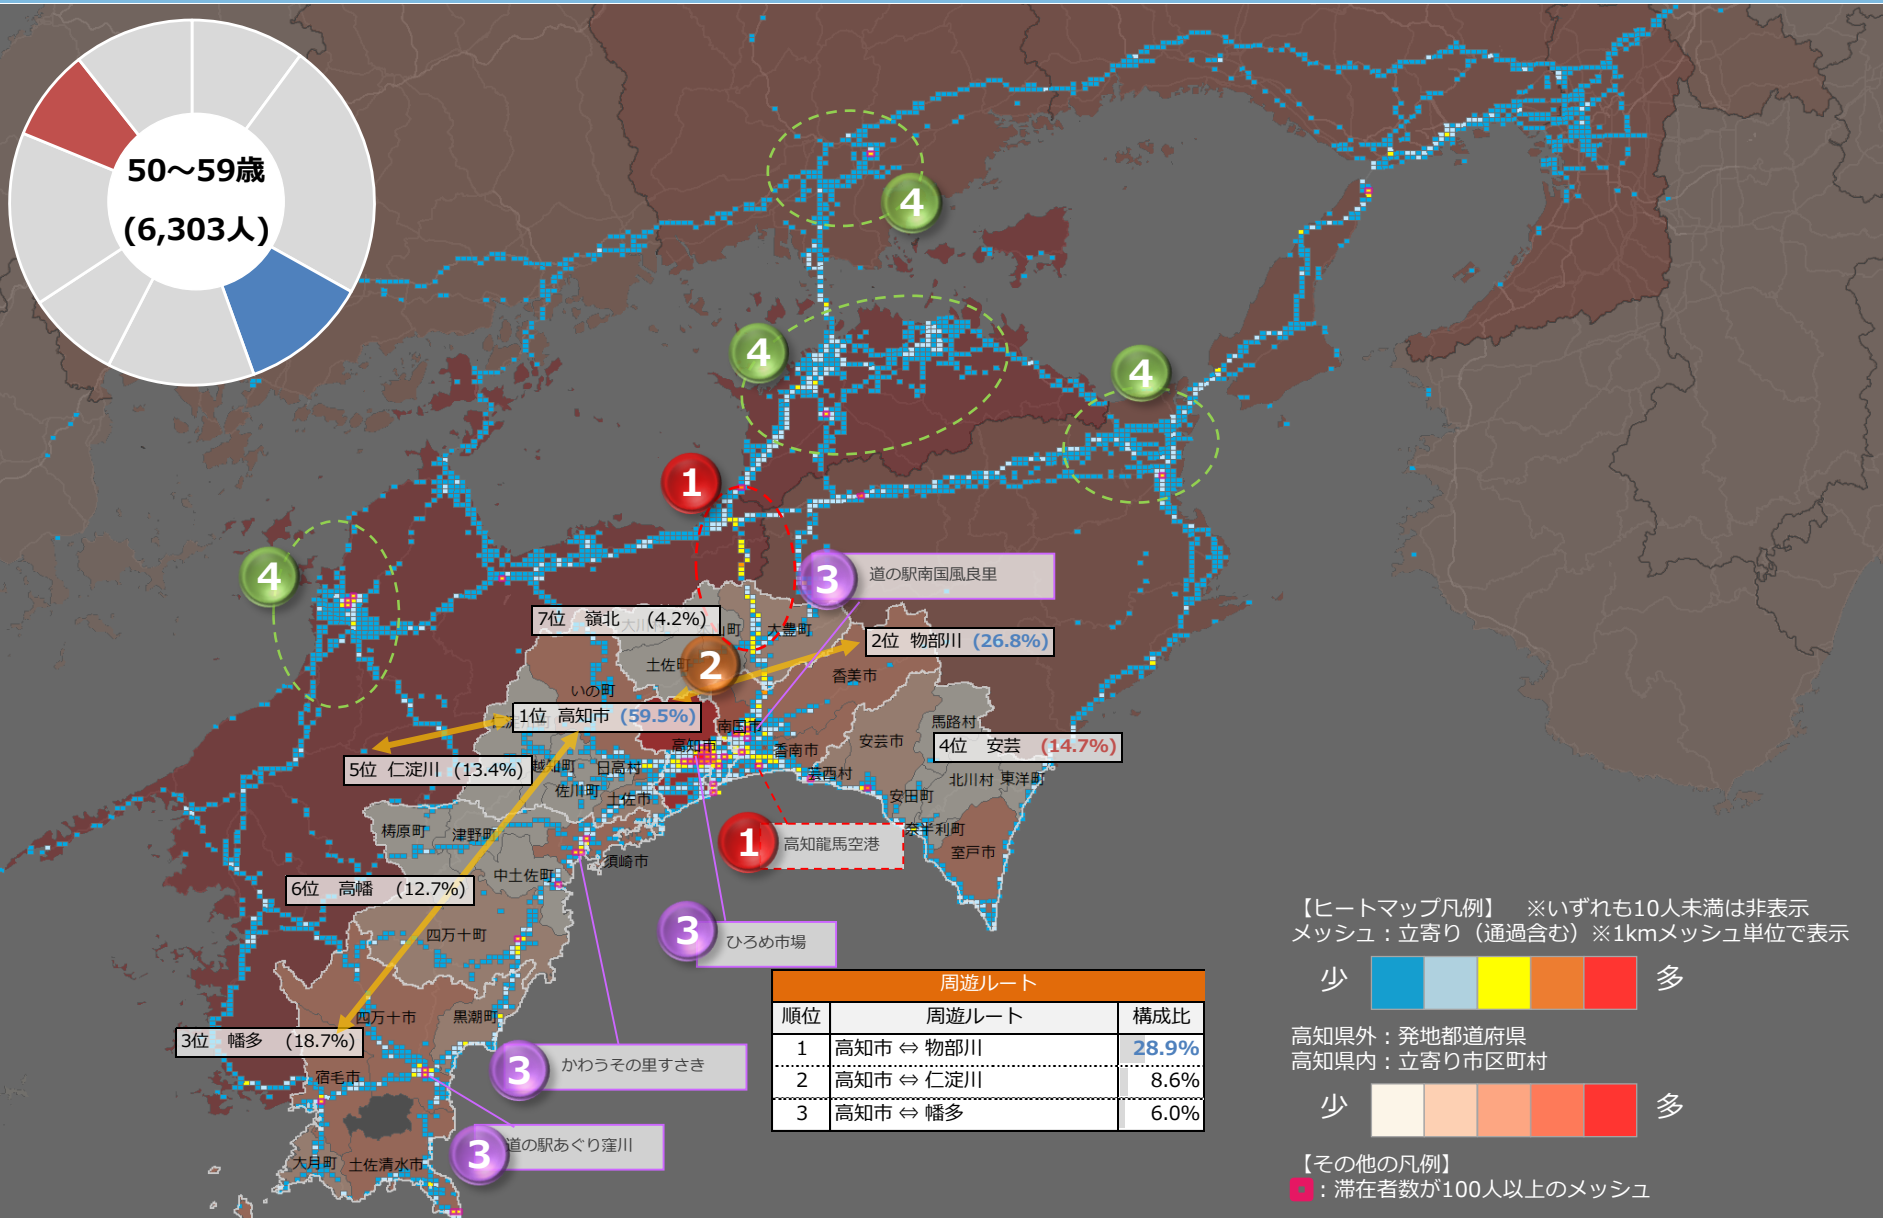 50～59歳
(6,303人)
4
4
4
1
4
3
道の駅南国風良里
7位 嶺北 (4.2%)
大豊町
2位 物部川 (26.8%)
土佐町
2
香美市
いの町
1位 高知市 (59.5%)
南国市
馬路村
高知市
香南市
安芸市
4位 安芸 (14.7%)
5位 仁淀川 (13.4%)
越知町
日高村
芸西村
北川村
東洋町
佐川町
土佐市
安田町
梼原町
津野町
奈半利町
1
高知龍馬空港
須崎市
室戸市
中土佐町
6位 高幡 (12.7%)
四万十町
3
ひろめ市場
四万十市
黒潮町
3位 幡多 (18.7%)
3
かわうその里すさき
宿毛市
3
道の駅あぐり窪川
大月町
土佐清水市
周遊ルート
順位 周遊ルート 構成比
1 高知市 ⇔ 物部川 28.9%
2 高知市 ⇔ 仁淀川 8.6%
3 高知市 ⇔ 幡多 6.0%
【ヒートマップ凡例】 ※いずれも10人未満は非表示
メッシュ：立寄り（通過含む）※1kmメッシュ単位で表示
少 多
高知県外：発地都道府県
高知県内：立寄り市区町村
少 多
【その他の凡例】
：滞在者数が100人以上のメッシュ